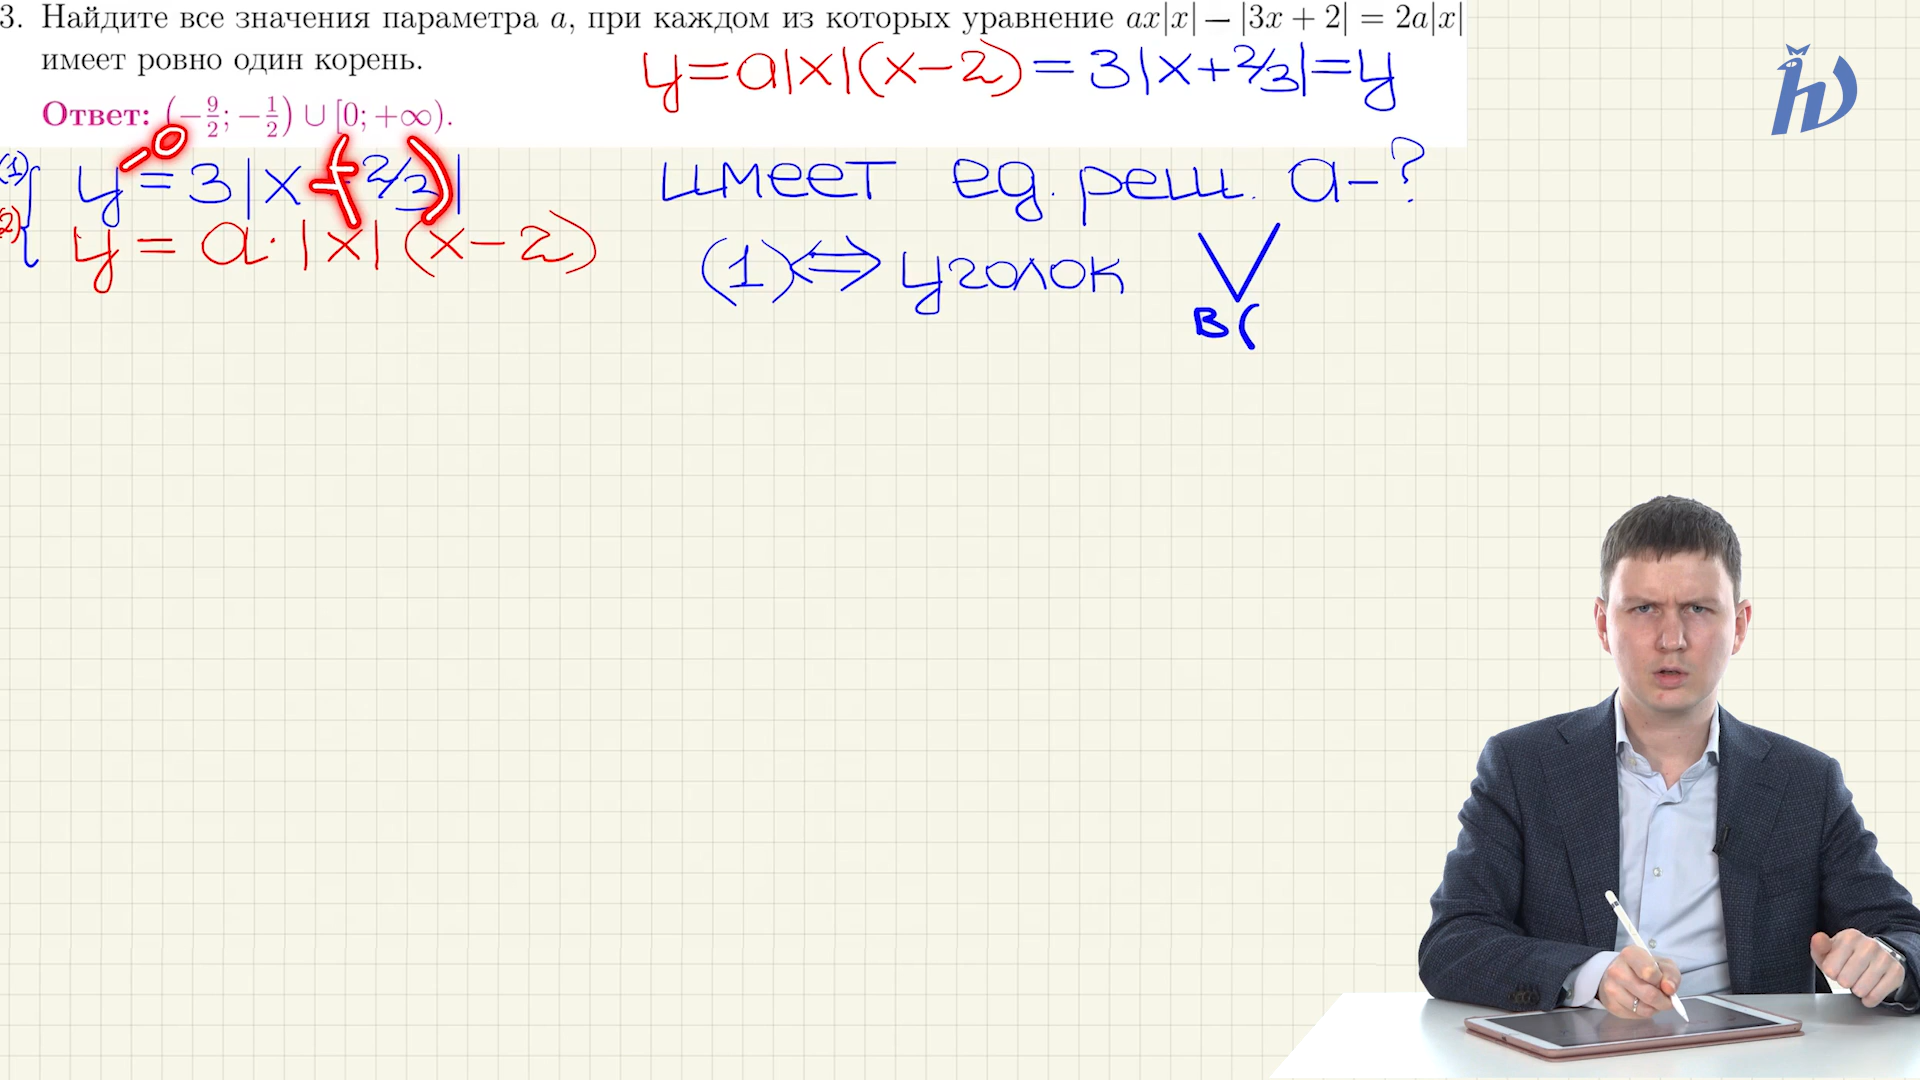 3. Найдите все значения параметра a, при каждом из которых уравнение ax|x| − |3x + 2| = 2a|x|
имеет ровно один корень.
y=a|x|(x−2)=3|x+2/3|=y
Ответ: (−9/2; −1/2) ∪ [0; +∞).
(1) y−0=3|x−(−2/3)|
имеет ед. реш. a−?
(2) y=a·|x|(x−2)
(1)⇔ уголок
В(